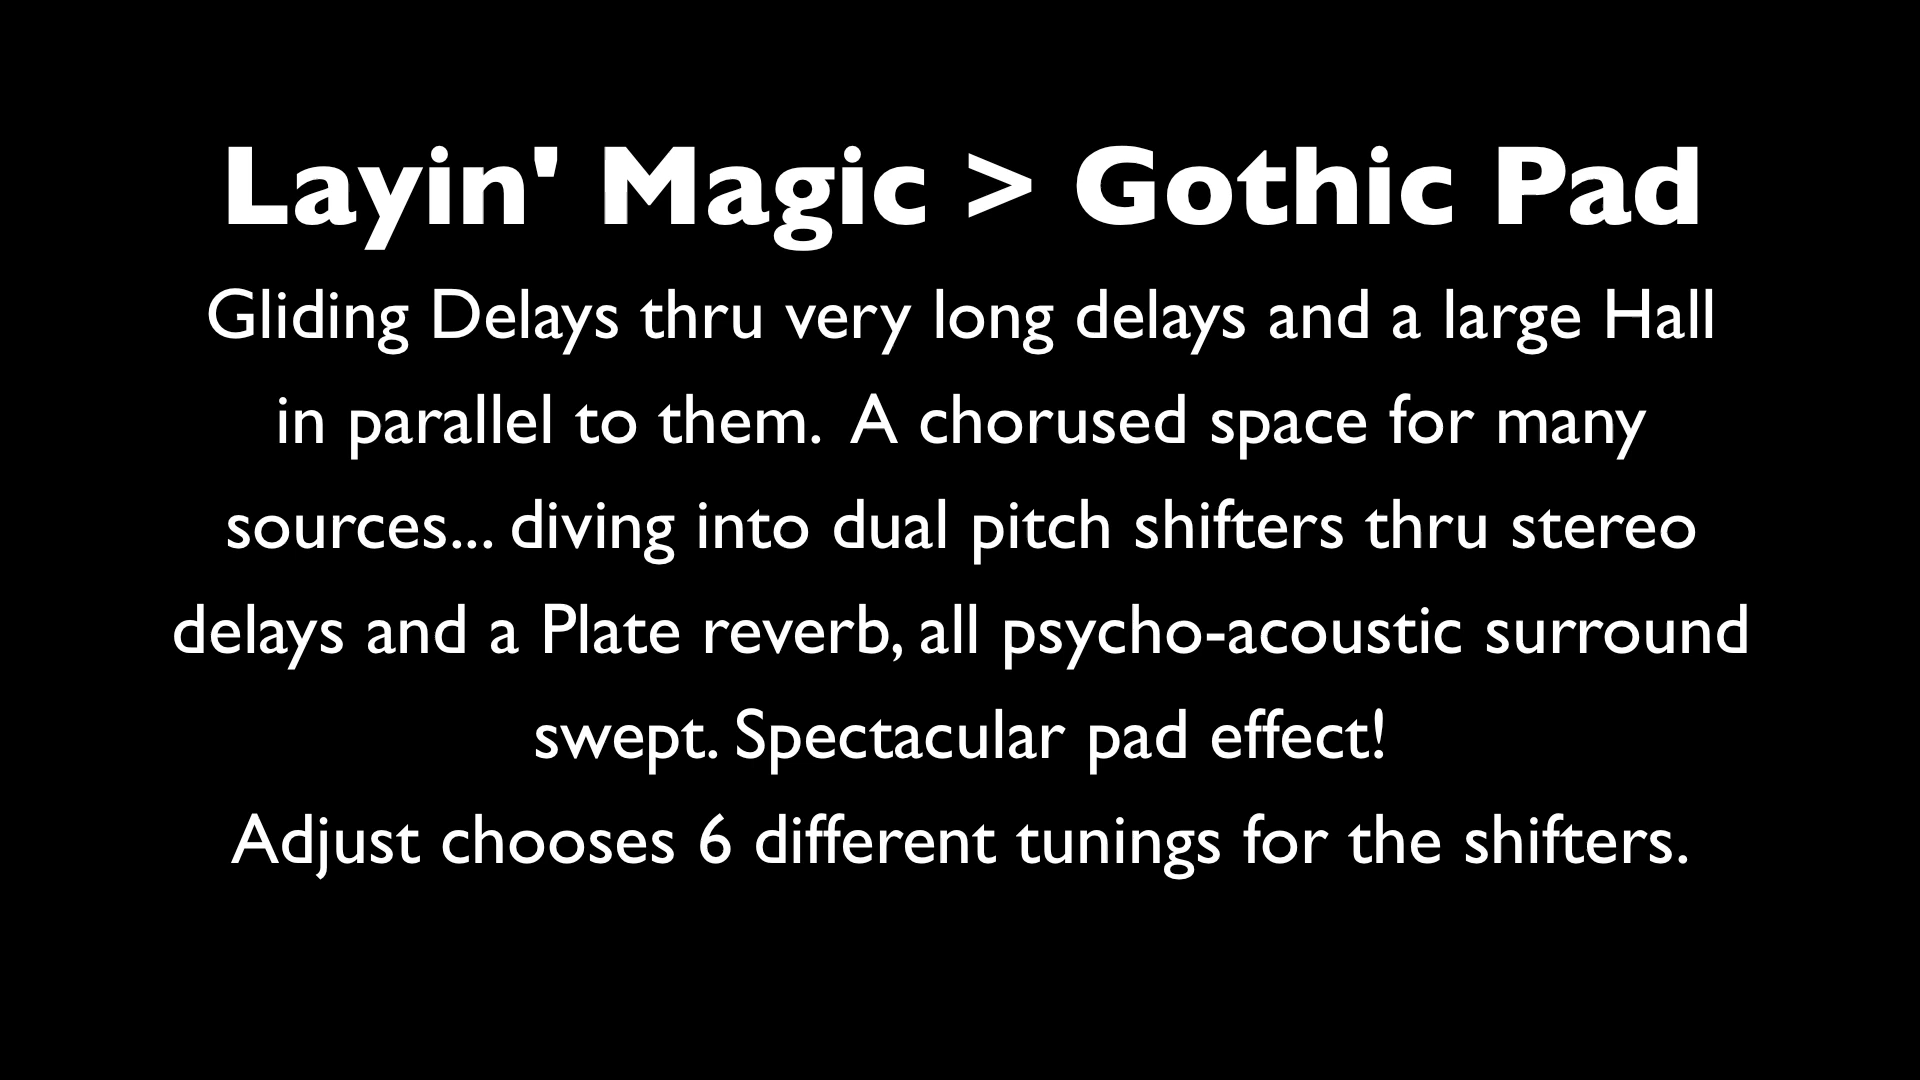 Layin' Magic > Gothic Pad
Gliding Delays thru very long delays and a large Hall
in parallel to them.  A chorused space for many
sources... diving into dual pitch shifters thru stereo
delays and a Plate reverb, all psycho-acoustic surround
swept. Spectacular pad effect!
Adjust chooses 6 different tunings for the shifters.